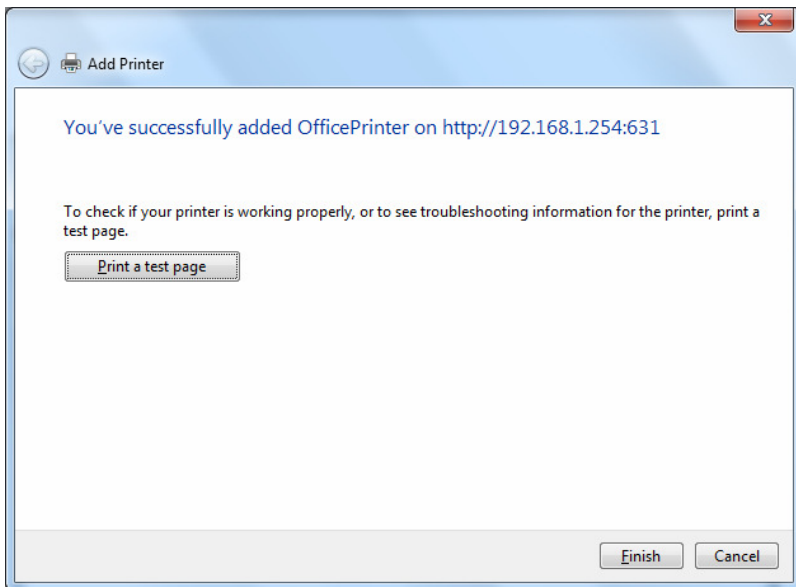 Add Printer
You've successfully added OfficePrinter on http://192.168.1.254:631
To check if your printer is working properly, or to see troubleshooting information for the printer, print a
test page.
Print a test page
Finish Cancel